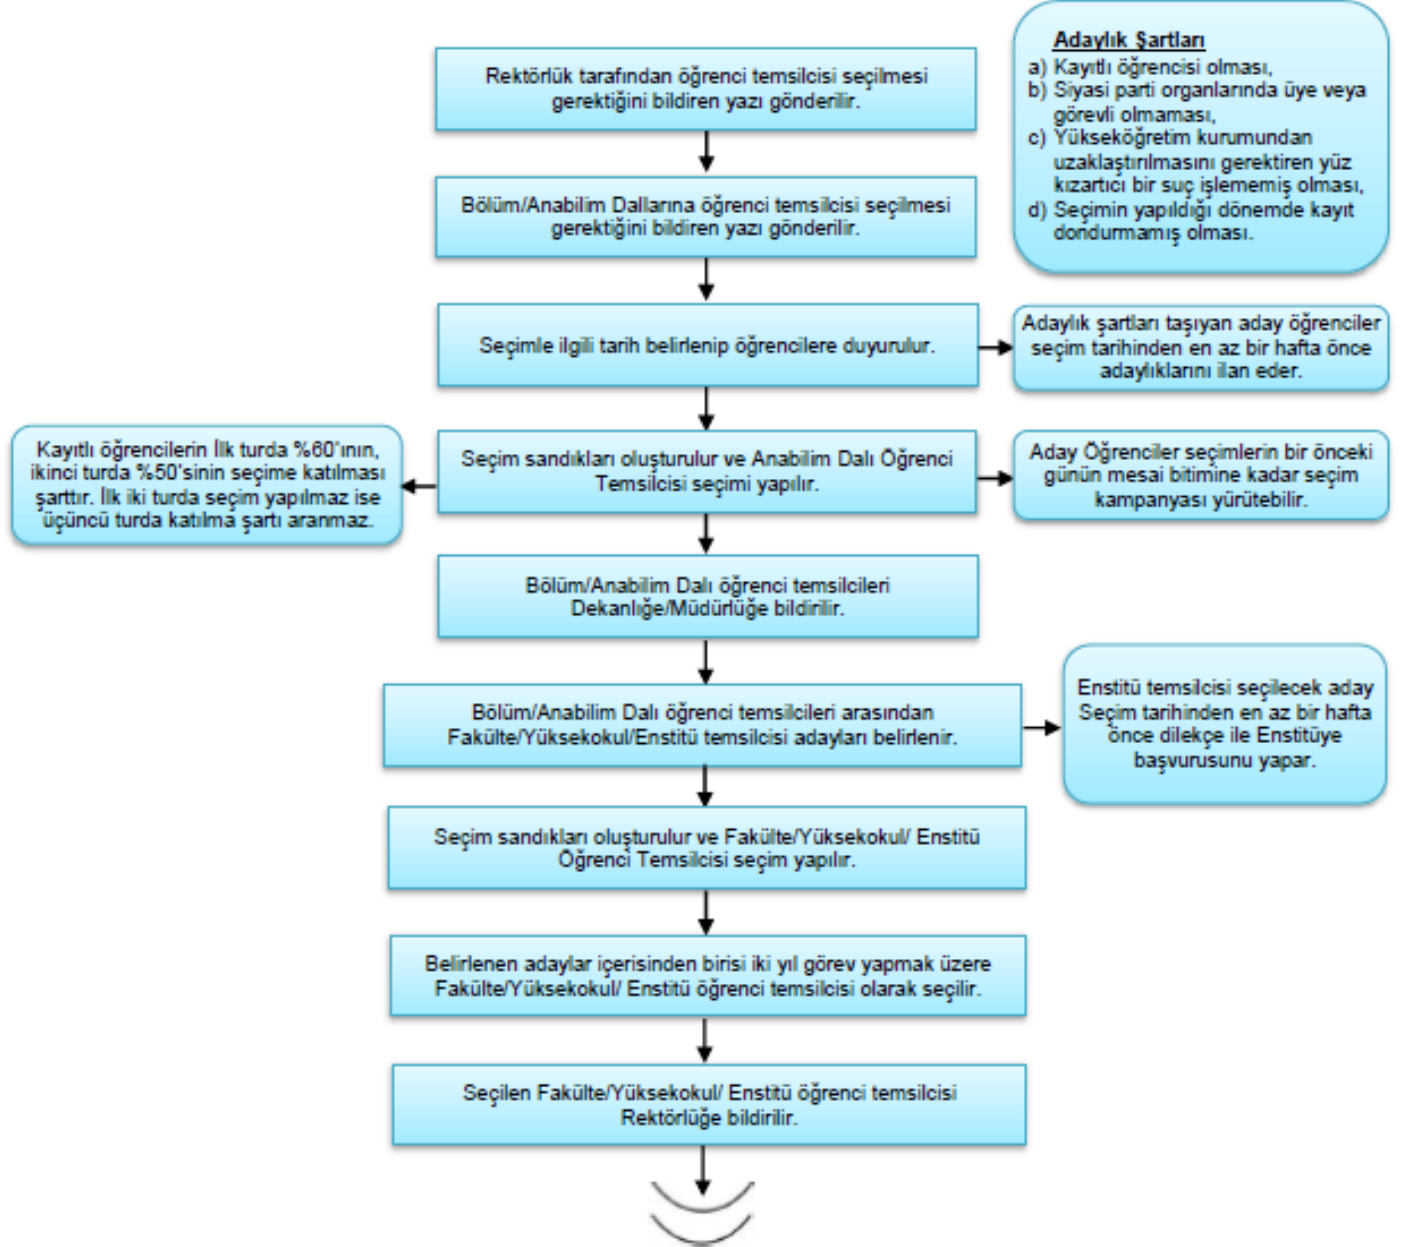 Adaylık Şartları
a) Kayıtlı öğrencisi olması,
b) Siyasi parti organlarında üye veya
görevli olmaması,
c) Yükseköğretim kurumundan
uzaklaştırılmasını gerektiren yüz
kızartıcı bir suç işlememiş olması,
d) Seçimin yapıldığı dönemde kayıt
dondurmamış olması.
Rektörlük tarafından öğrenci temsilcisi seçilmesi
gerektiğini bildiren yazı gönderilir.
Bölüm/Anabilim Dallarına öğrenci temsilcisi seçilmesi
gerektiğini bildiren yazı gönderilir.
Seçimle ilgili tarih belirlenip öğrencilere duyurulur.
Adaylık şartları taşıyan aday öğrenciler
seçim tarihinden en az bir hafta önce
adaylıklarını ilan eder.
Kayıtlı öğrencilerin İlk turda %60'ının,
ikinci turda %50'sinin seçime katılması
şarttır. İlk iki turda seçim yapılmaz ise
üçüncü turda katılma şartı aranmaz.
Seçim sandıkları oluşturulur ve Anabilim Dalı Öğrenci
Temsilcisi seçimi yapılır.
Aday Öğrenciler seçimlerin bir önceki
günün mesai bitimine kadar seçim
kampanyası yürütebilir.
Bölüm/Anabilim Dalı öğrenci temsilcileri
Dekanlığe/Müdürlüğe bildirilir.
Bölüm/Anabilim Dalı öğrenci temsilcileri arasından
Fakülte/Yüksekokul/Enstitü temsilcisi adayları belirlenir.
Enstitü temsilcisi seçilecek aday
Seçim tarihinden en az bir hafta
önce dilekçe ile Enstitüye
başvurusunu yapar.
Seçim sandıkları oluşturulur ve Fakülte/Yüksekokul/ Enstitü
Öğrenci Temsilcisi seçim yapılır.
Belirlenen adaylar içerisinden birisi iki yıl görev yapmak üzere
Fakülte/Yüksekokul/ Enstitü öğrenci temsilcisi olarak seçilir.
Seçilen Fakülte/Yüksekokul/ Enstitü öğrenci temsilcisi
Rektörlüğe bildirilir.